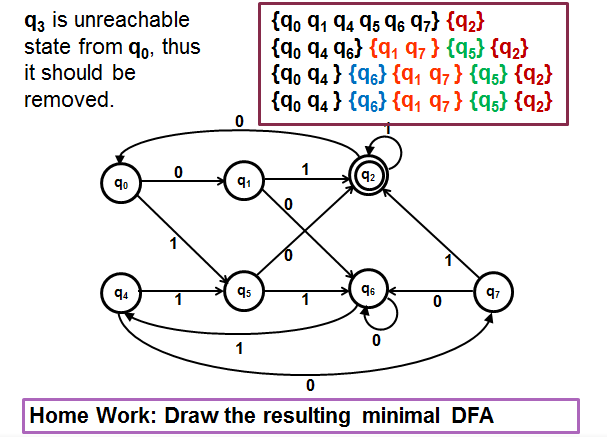 q3 is unreachable
state from q0, thus
it should be
removed.
{q0 q1 q4 q5 q6 q7} {q2}
{q0 q4 q6} {q1 q7} {q5} {q2}
{q0 q4} {q6} {q1 q7} {q5} {q2}
{q0 q4} {q6} {q1 q7} {q5} {q2}
0 1
q0 0 q1 1 q2
0
1 0 1
q4 1 q5 1 q6 0 q7
1 0
0
Home Work: Draw the resulting minimal DFA